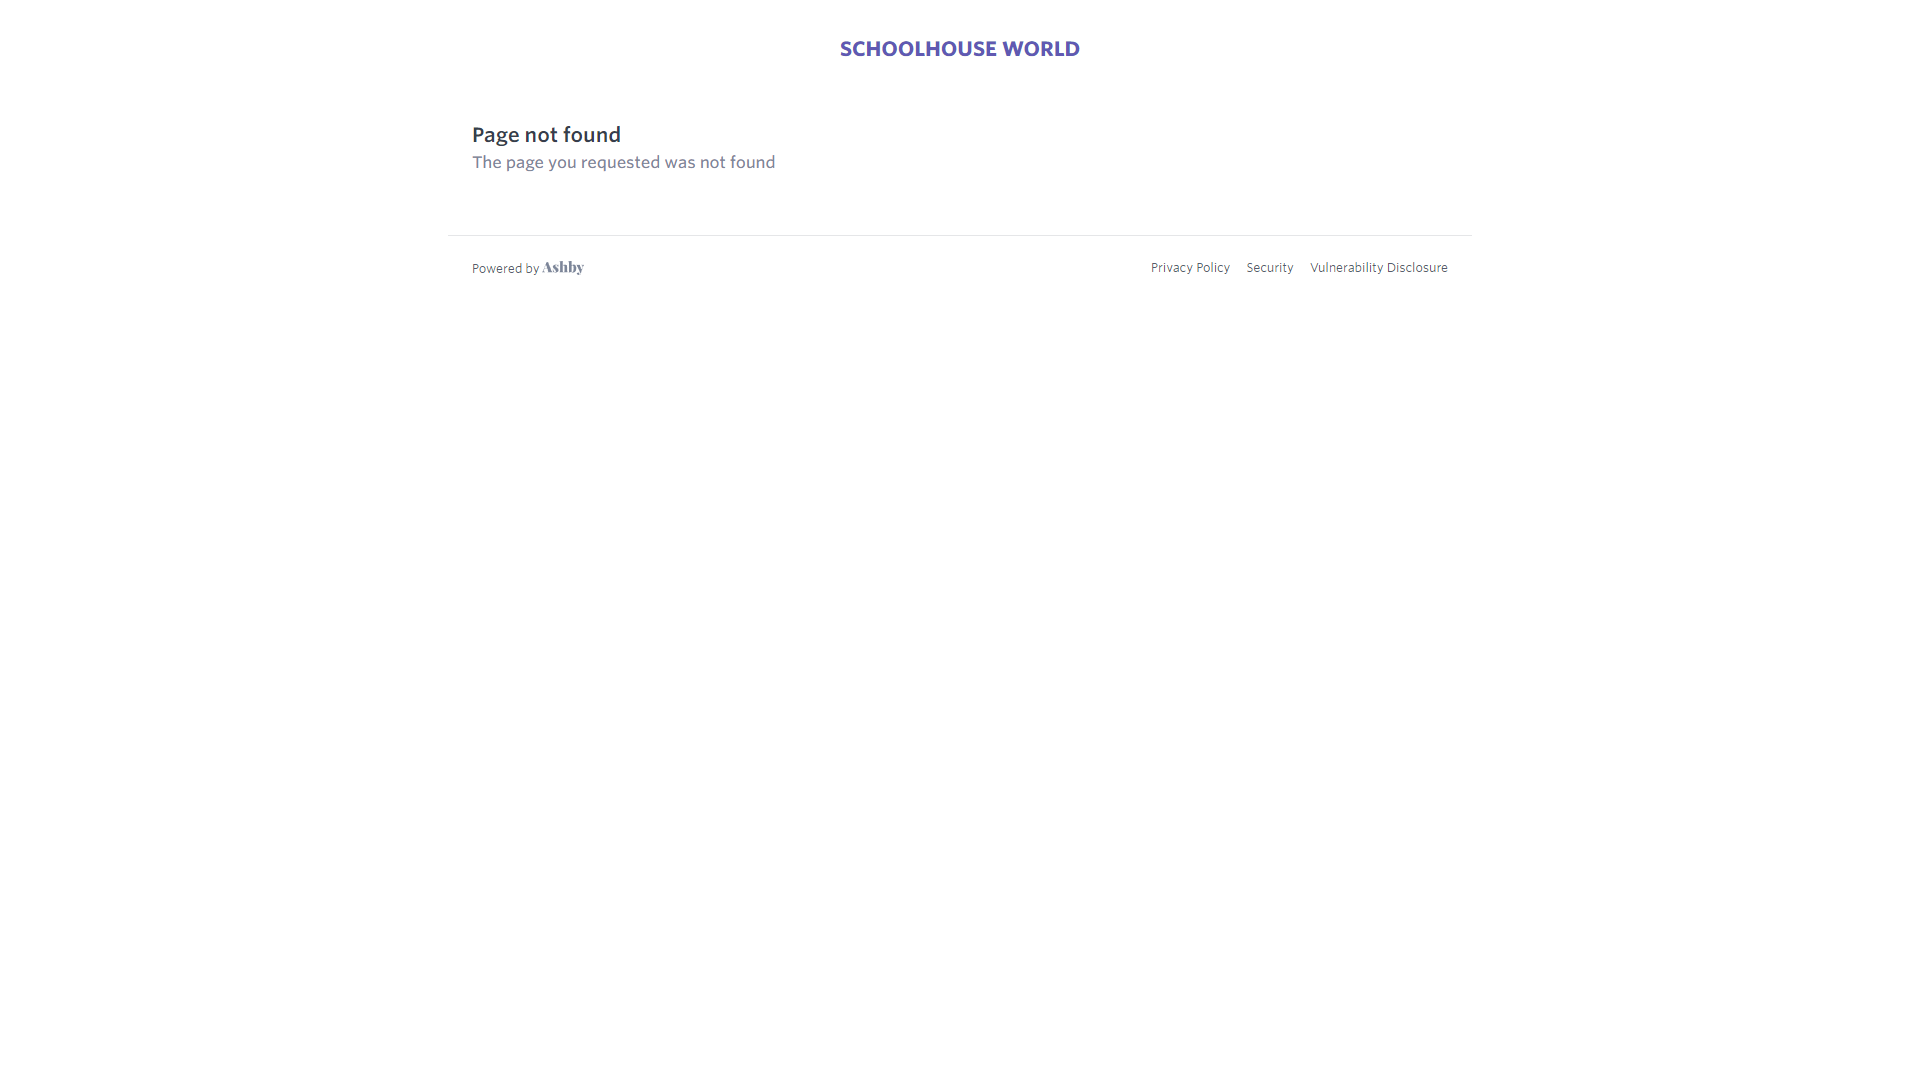 SCHOOLHOUSE WORLD
Page not found
The page you requested was not found
Powered by Ashby
Privacy Policy Security Vulnerability Disclosure